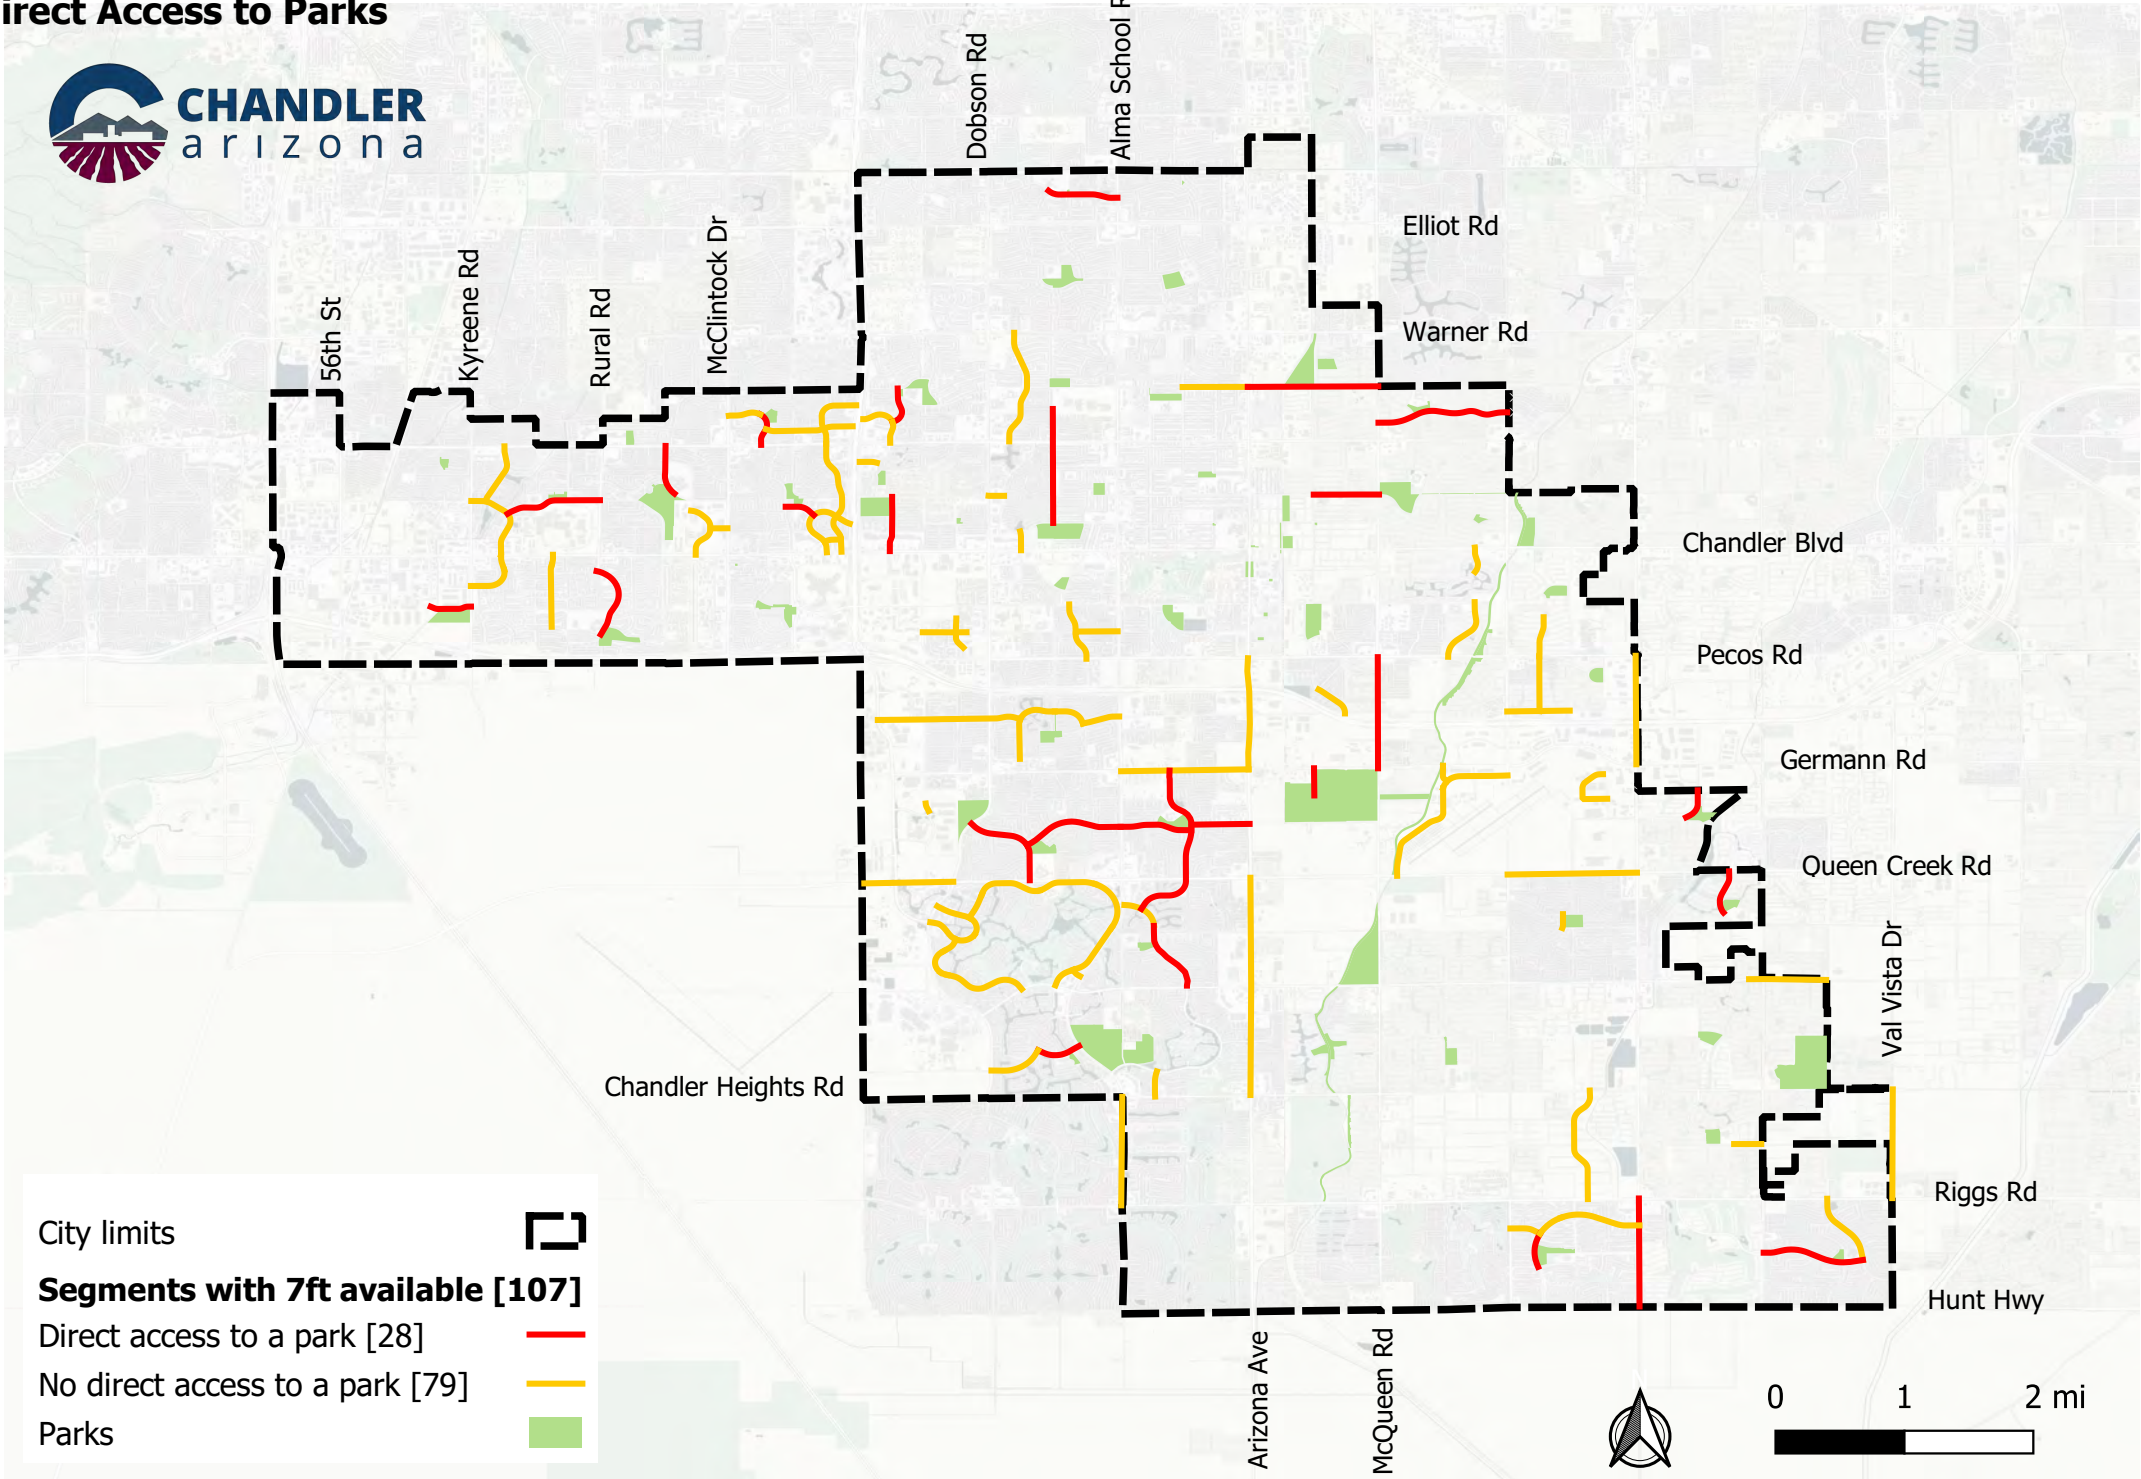 irect Access to Parks
CHANDLER
arizona
Dobson Rd
Alma School R
Elliot Rd
McClintock Dr
Kyreene Rd
Rural Rd
56th St
Warner Rd
Chandler Blvd
Pecos Rd
Germann Rd
Queen Creek Rd
Val Vista Dr
Chandler Heights Rd
Riggs Rd
Hunt Hwy
Arizona Ave
McQueen Rd
City limits
Segments with 7ft available [107]
Direct access to a park [28]
No direct access to a park [79]
Parks
0 1 2 mi